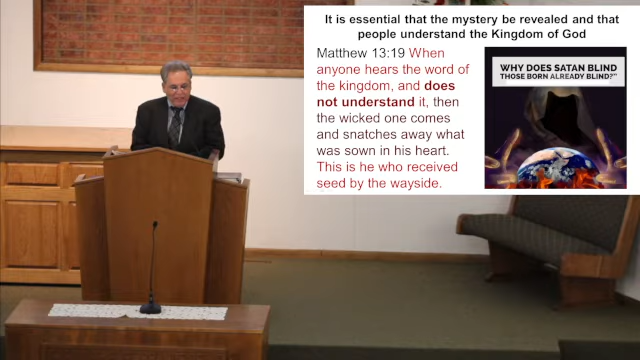 It is essential that the mystery be revealed and that
people understand the Kingdom of God
Matthew 13:19 When
anyone hears the word of
the kingdom, and does
not understand it, then
the wicked one comes
and snatches away what
was sown in his heart.
This is he who received
seed by the wayside.
WHY DOES SATAN BLIND
THOSE BORN ALREADY BLIND?"